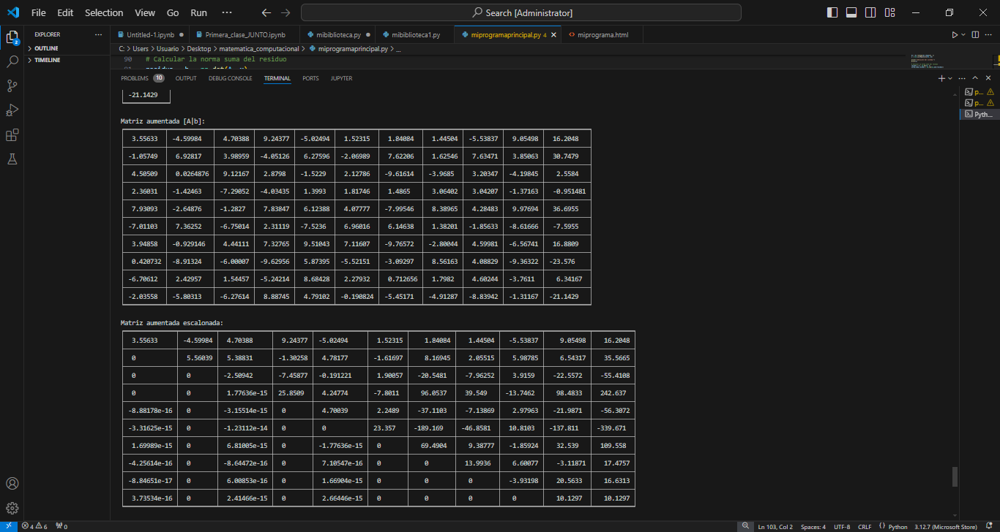 File Edit Selection View Go Run ··· Search [Administrator]
EXPLORER ···
OUTLINE
TIMELINE
Untitled-1.ipynb Primera_clase_JUNTO.ipynb mibiblioteca.py mibiblioteca1.py miprogramaprincipal.py 4 miprograma.html
C: > Users > Usuario > Desktop > matematica_computacional > miprogramaprincipal.py > ...
90 # Calcular la norma suma del residuo
PROBLEMS 10 OUTPUT DEBUG CONSOLE TERMINAL PORTS JUPYTER
p...
p...
Pyth...
-21.1429
Matriz aumentada [A|b]:
3.55633 -4.59984 4.70388 9.24377 -5.02494 1.52315 1.84084 1.44504 -5.53837 9.05498 16.2048
-1.05749 6.92817 3.98959 -4.05126 6.27596 -2.06989 7.62206 1.62546 7.63471 3.85063 30.7479
4.50509 0.0264876 9.12167 2.8798 -1.5229 2.12786 -9.61614 -3.9685 3.20347 -4.19845 2.5584
2.36031 -1.42463 -7.29052 -4.03435 1.3993 1.81746 1.4865 3.06402 3.04207 -1.37163 -0.951481
7.93093 -2.64876 -1.2827 7.83847 6.12388 4.07777 -7.99546 8.38965 4.28483 9.97694 36.6955
-7.01103 7.36252 -6.75014 2.31119 -7.5236 6.96016 6.14638 1.38201 -1.85633 -8.61666 -7.5955
3.94858 -0.929146 4.44111 7.32765 9.51043 7.11607 -9.76572 -2.80044 4.59981 -6.56741 16.8809
0.420732 -8.91324 -6.00007 -9.62956 5.87395 -5.52151 -3.09297 8.56163 4.08829 -9.36322 -23.576
-6.70612 2.42957 1.54457 -5.24214 8.68428 2.27932 0.712656 1.7982 4.60244 -3.7611 6.34167
-2.03558 -5.80313 -6.27614 8.88745 4.79102 -0.190824 -5.45171 -4.91287 -8.83942 -1.31167 -21.1429
Matriz aumentada escalonada:
3.55633 -4.59984 4.70388 9.24377 -5.02494 1.52315 1.84084 1.44504 -5.53837 9.05498 16.2048
0 5.56039 5.38831 -1.30258 4.78177 -1.61697 8.16945 2.05515 5.98785 6.54317 35.5665
0 0 -2.50942 -7.45877 -0.191221 1.90057 -20.5481 -7.96252 3.9159 -22.5572 -55.4108
0 0 1.77636e-15 25.8509 4.24774 -7.8011 96.0537 39.549 -13.7462 98.4833 242.637
-8.88178e-16 0 -3.15514e-15 0 4.70039 2.2489 -37.1103 -7.13869 2.97963 -21.9871 -56.3072
-3.31625e-15 0 -1.23112e-14 0 0 23.357 -189.169 -46.8581 10.8103 -137.811 -339.671
1.69989e-15 0 6.81005e-15 0 -1.77636e-15 0 69.4904 9.38777 -1.85924 32.539 109.558
-4.25614e-16 0 -8.64472e-16 0 7.10547e-16 0 0 13.9936 6.60077 -3.11871 17.4757
-8.84651e-17 0 6.00853e-16 0 1.66904e-15 0 0 0 -3.93198 20.5633 16.6313
3.73534e-16 0 2.41466e-15 0 2.66446e-15 0 0 0 0 10.1297 10.1297
2
4 6 0 Ln 103, Col 2 Spaces: 4 UTF-8 CRLF { } Python 3.12.7 (Microsoft Store)